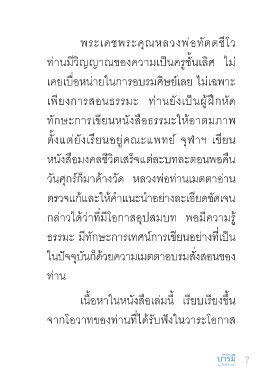 พระเดชพระคุณหลวงพ่อทัตตชีโว
ท่านมีวิญญาณของความเป็นครูชั้นเลิศ ไม่
เคยเบื่อหน่ายในการอบรมศิษย์เลย ไม่เฉพาะ
เพียงการสอนธรรมะ ท่านยังเป็นผู้ฝึกหัด
ทักษะการเขียนหนังสือธรรมะให้อาตมภาพ
ตั้งแต่ยังเรียนอยู่คณะแพทย์ จุฬาฯ เขียน
หนังสือมงคลชีวิตเสร็จแต่ละบทละตอนพอคืน
วันศุกร์ก็มาค้างวัด หลวงพ่อท่านเมตตาอ่าน
ตรวจแก้และให้คำแนะนำอย่างละเอียดชัดเจน
กล่าวได้ว่าที่มีโอกาสอุปสมบท พอมีความรู้
ธรรมะ มีทักษะการเทศน์การเขียนอย่างที่เป็น
ในปัจจุบันก็ด้วยความเมตตาอบรมสั่งสอนของ
ท่าน
เนื้อหาในหนังสือเล่มนี้ เรียบเรียงขึ้น
จากโอวาทของท่านที่ได้รับฟังในวาระโอกาส
บารมี
7